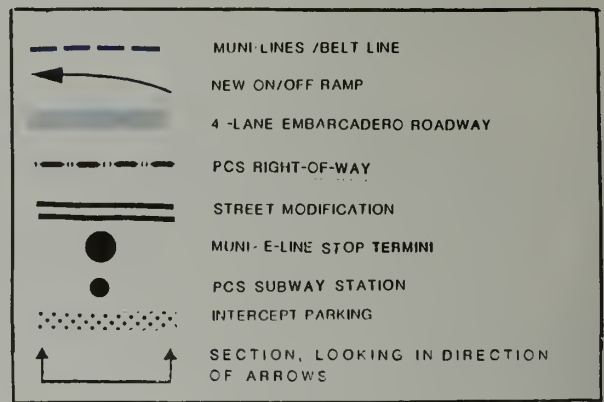 MUNI-LINES /BELT LINE
NEW ON/OFF RAMP
4 -LANE EMBARCADERO ROADWAY
PCS RIGHT-OF-WAY
STREET MODIFICATION
MUNI- E-LINE STOP TERMINI
PCS SUBWAY STATION
INTERCEPT PARKING
SECTION, LOOKING IN DIRECTION
OF ARROWS